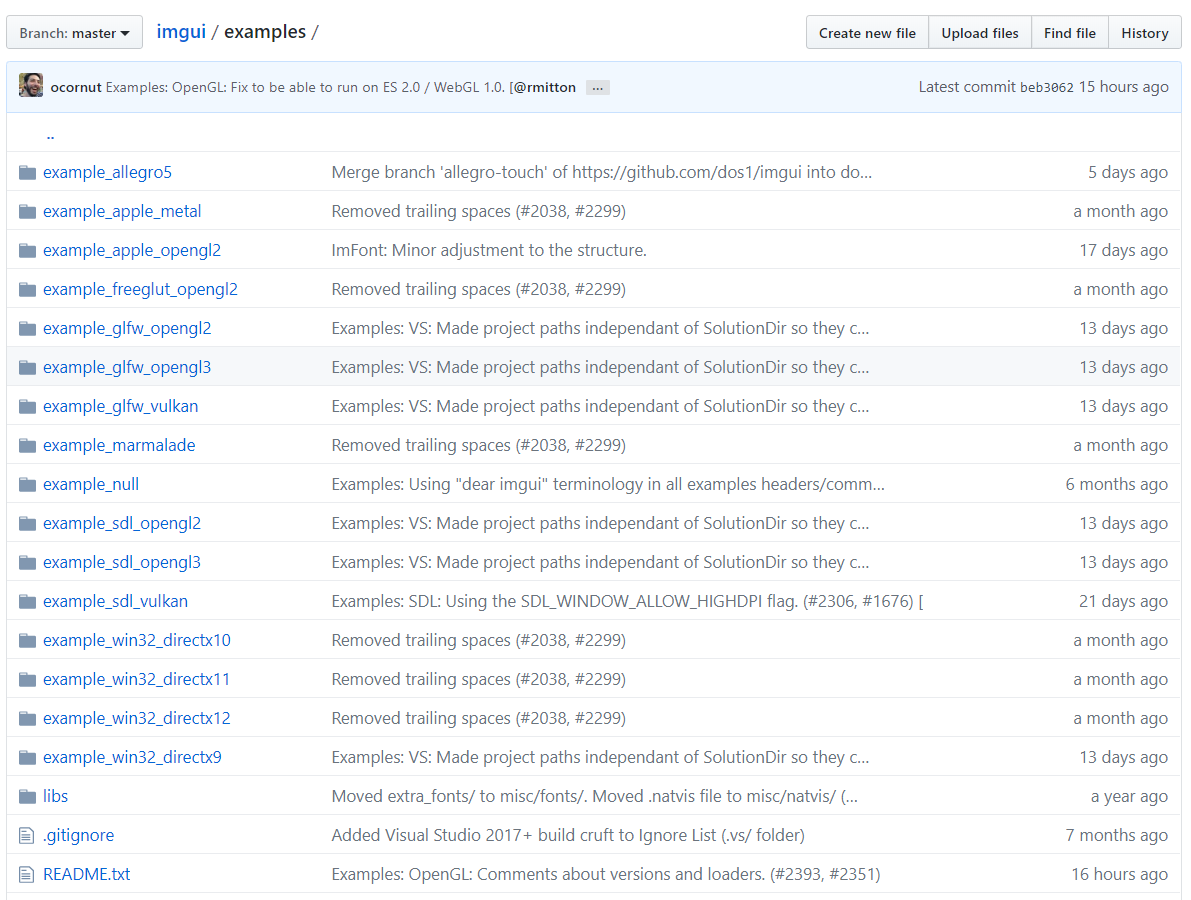 Branch: master imgui / examples / Create new file Upload files Find file History
ocornut Examples: OpenGL: Fix to be able to run on ES 2.0 / WebGL 1.0. [@rmitton ... Latest commit beb3062 15 hours ago
..
example_allegro5 Merge branch 'allegro-touch' of https://github.com/dos1/imgui into do... 5 days ago
example_apple_metal Removed trailing spaces (#2038, #2299) a month ago
example_apple_opengl2 ImFont: Minor adjustment to the structure. 17 days ago
example_freeglut_opengl2 Removed trailing spaces (#2038, #2299) a month ago
example_glfw_opengl2 Examples: VS: Made project paths independant of SolutionDir so they c... 13 days ago
example_glfw_opengl3 Examples: VS: Made project paths independant of SolutionDir so they c... 13 days ago
example_glfw_vulkan Examples: VS: Made project paths independant of SolutionDir so they c... 13 days ago
example_marmalade Removed trailing spaces (#2038, #2299) a month ago
example_null Examples: Using "dear imgui" terminology in all examples headers/comm... 6 months ago
example_sdl_opengl2 Examples: VS: Made project paths independant of SolutionDir so they c... 13 days ago
example_sdl_opengl3 Examples: VS: Made project paths independant of SolutionDir so they c... 13 days ago
example_sdl_vulkan Examples: SDL: Using the SDL_WINDOW_ALLOW_HIGHDPI flag. (#2306, #1676) [ 21 days ago
example_win32_directx10 Removed trailing spaces (#2038, #2299) a month ago
example_win32_directx11 Removed trailing spaces (#2038, #2299) a month ago
example_win32_directx12 Removed trailing spaces (#2038, #2299) a month ago
example_win32_directx9 Examples: VS: Made project paths independant of SolutionDir so they c... 13 days ago
libs Moved extra_fonts/ to misc/fonts/. Moved .natvis file to misc/natvis/ (... a year ago
.gitignore Added Visual Studio 2017+ build cruft to Ignore List (.vs/ folder) 7 months ago
README.txt Examples: OpenGL: Comments about versions and loaders. (#2393, #2351) 16 hours ago